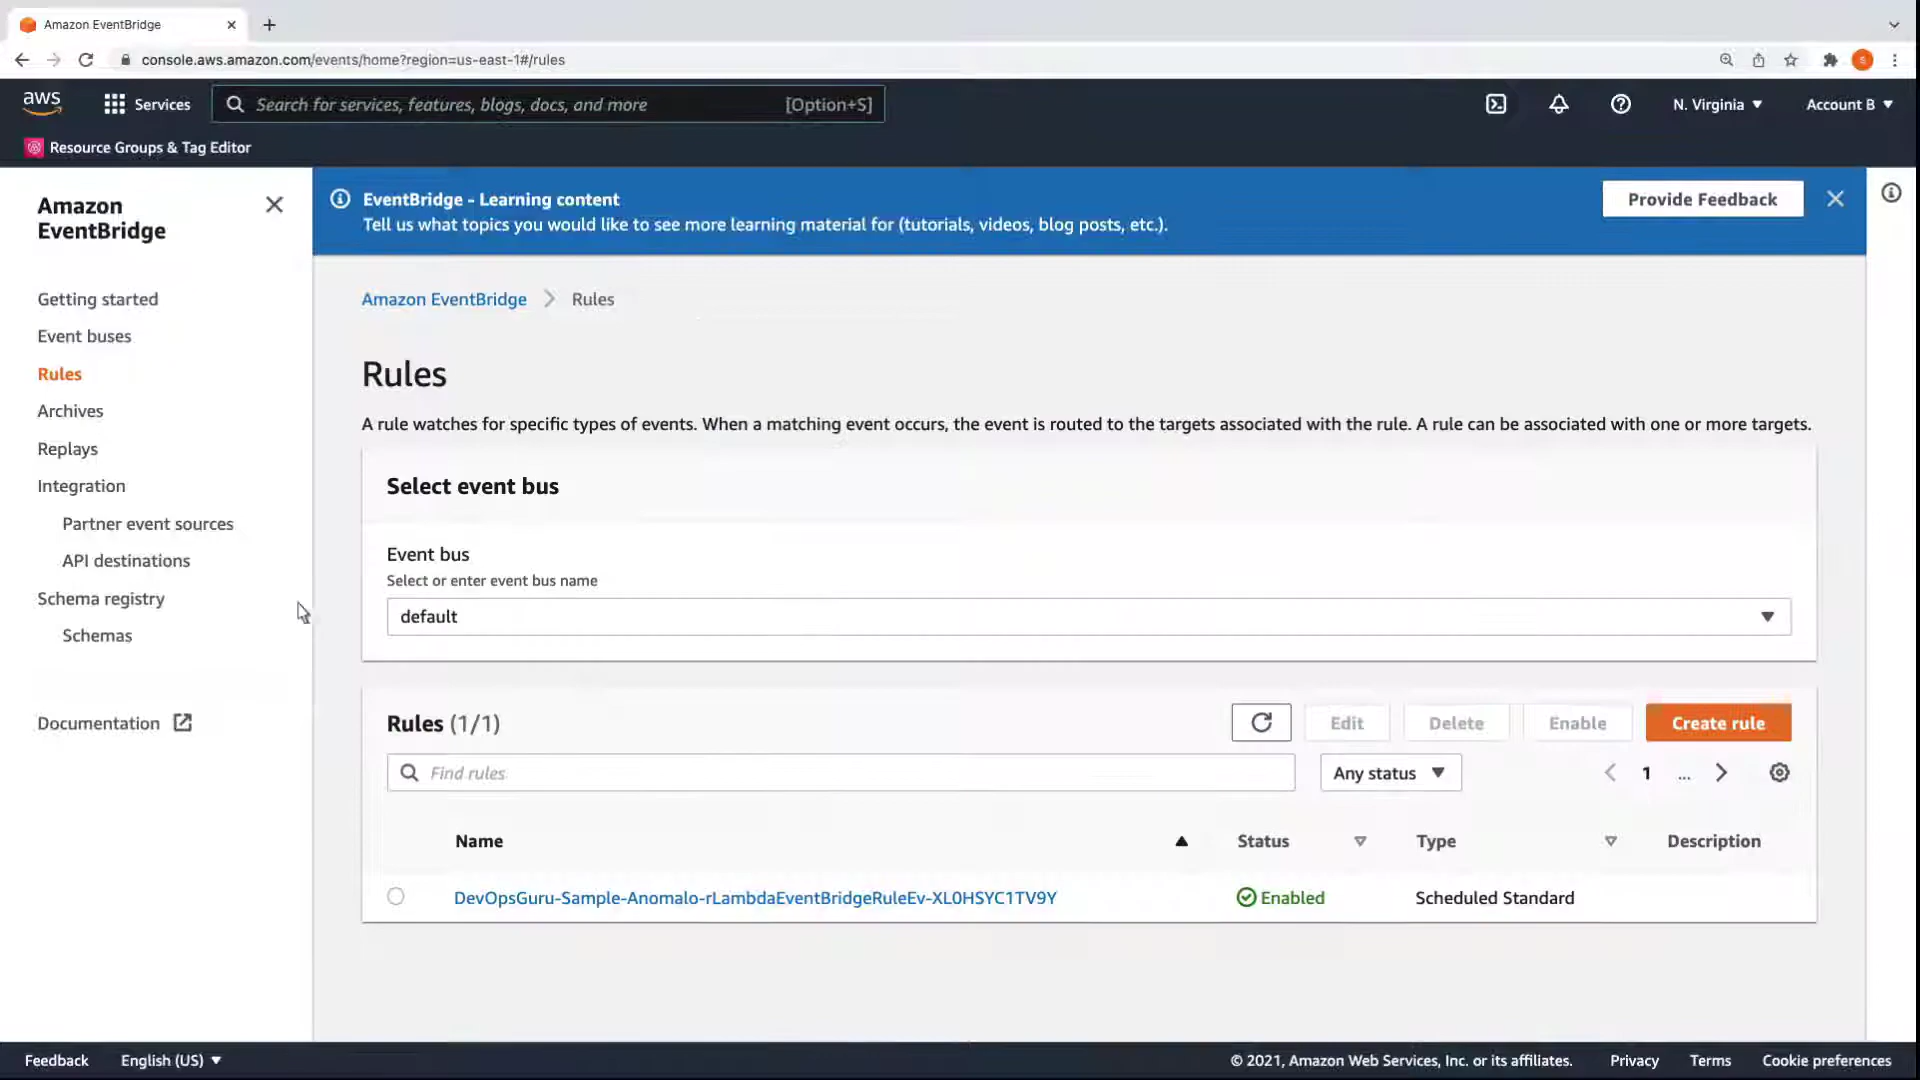 Amazon EventBridge
console.aws.amazon.com/events/home?region=us-east-1#/rules
aws
Services
Search for services, features, blogs, docs, and more
[Option+S]
N. Virginia
Account B
Resource Groups & Tag Editor
Amazon
EventBridge
Getting started
Event buses
Rules
Archives
Replays
Integration
Partner event sources
API destinations
Schema registry
Schemas
Documentation
EventBridge - Learning content
Tell us what topics you would like to see more learning material for (tutorials, videos, blog posts, etc.).
Provide Feedback
Amazon EventBridge
Rules
Rules
A rule watches for specific types of events. When a matching event occurs, the event is routed to the targets associated with the rule. A rule can be associated with one or more targets.
Select event bus
Event bus
Select or enter event bus name
default
Rules (1/1)
Edit
Delete
Enable
Create rule
Find rules
Any status
1
...
Name
Status
Type
Description
DevOpsGuru-Sample-Anomalo-rLambdaEventBridgeRuleEv-XL0HSYC1TV9Y
Enabled
Scheduled Standard
Feedback
English (US)
© 2021, Amazon Web Services, Inc. or its affiliates.
Privacy
Terms
Cookie preferences